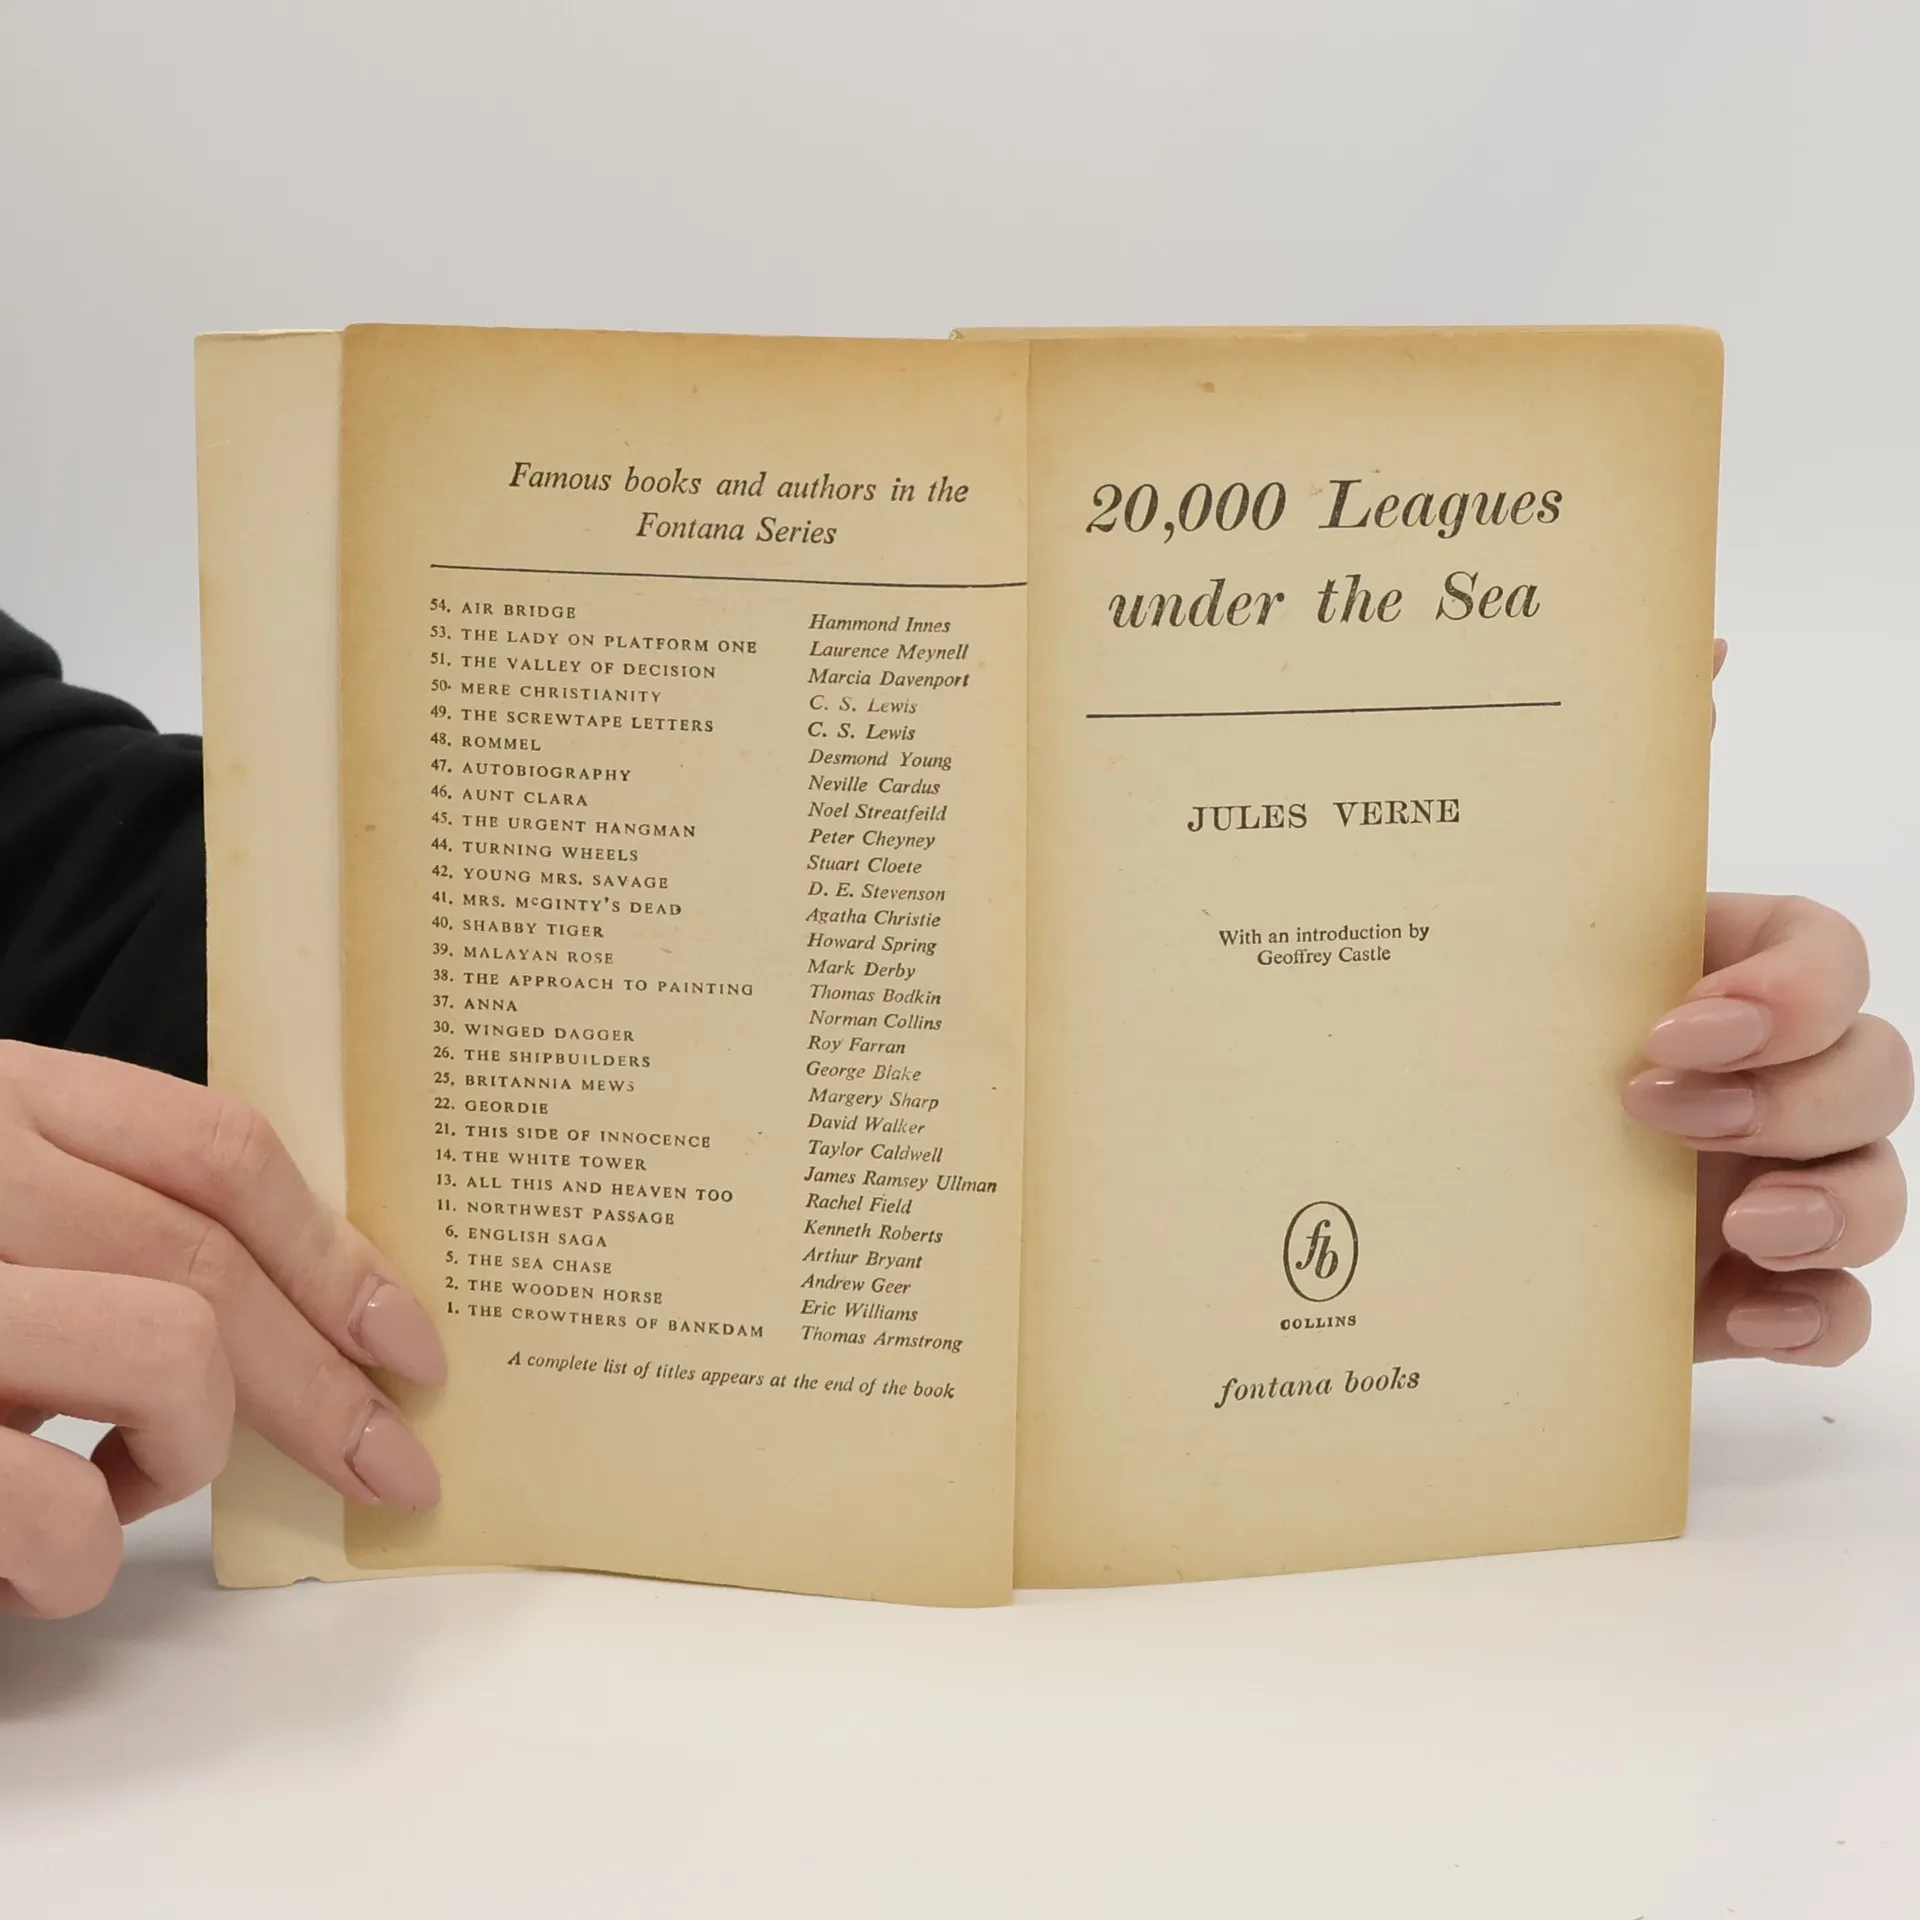 Famous books and authors in the
Fontana Series
54. AIR BRIDGE Hammond Innes
53. THE LADY ON PLATFORM ONE Laurence Meynell
51. THE VALLEY OF DECISION Marcia Davenport
50. MERE CHRISTIANITY C. S. Lewis
49. THE SCREWTAPE LETTERS C. S. Lewis
48. ROMMEL Desmond Young
47. AUTOBIOGRAPHY Neville Cardus
46. AUNT CLARA Noel Streatfeild
45. THE URGENT HANGMAN Peter Cheyney
44. TURNING WHEELS Stuart Cloete
42. YOUNG MRS. SAVAGE D. E. Stevenson
41. MRS. McGINTY'S DEAD Agatha Christie
40. SHABBY TIGER Howard Spring
39. MALAYAN ROSE Mark Derby
38. THE APPROACH TO PAINTING Thomas Bodkin
37. ANNA Norman Collins
30. WINGED DAGGER Roy Farran
26. THE SHIPBUILDERS George Blake
25. BRITANNIA MEWS Margery Sharp
22. GEORDIE David Walker
21. THIS SIDE OF INNOCENCE Taylor Caldwell
14. THE WHITE TOWER James Ramsey Ullman
13. ALL THIS AND HEAVEN TOO Rachel Field
11. NORTHWEST PASSAGE Kenneth Roberts
6. ENGLISH SAGA Arthur Bryant
5. THE SEA CHASE Andrew Geer
2. THE WOODEN HORSE Eric Williams
1. THE CROWTHERS OF BANKDAM Thomas Armstrong
A complete list of titles appears at the end of the book
20,000 Leagues
under the Sea
JULES VERNE
With an introduction by
Geoffrey Castle
fb
COLLINS
fontana books